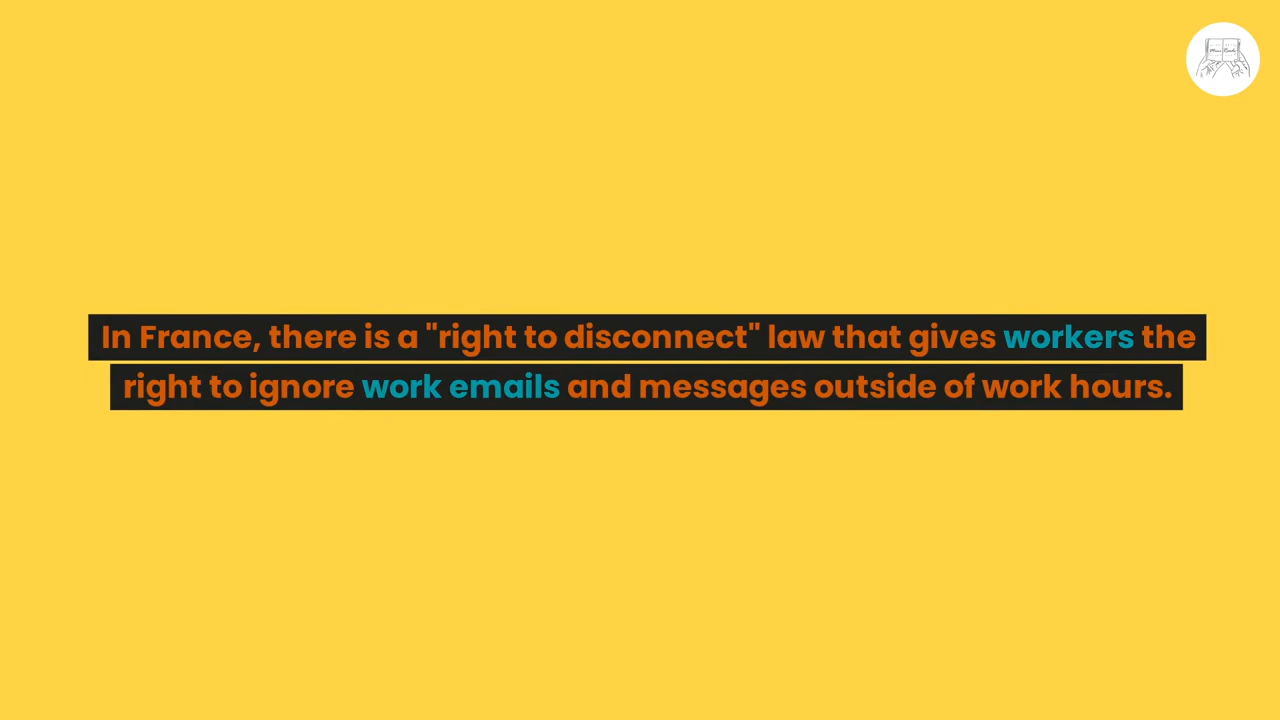 In France, there is a "right to disconnect" law that gives workers the
right to ignore work emails and messages outside of work hours.